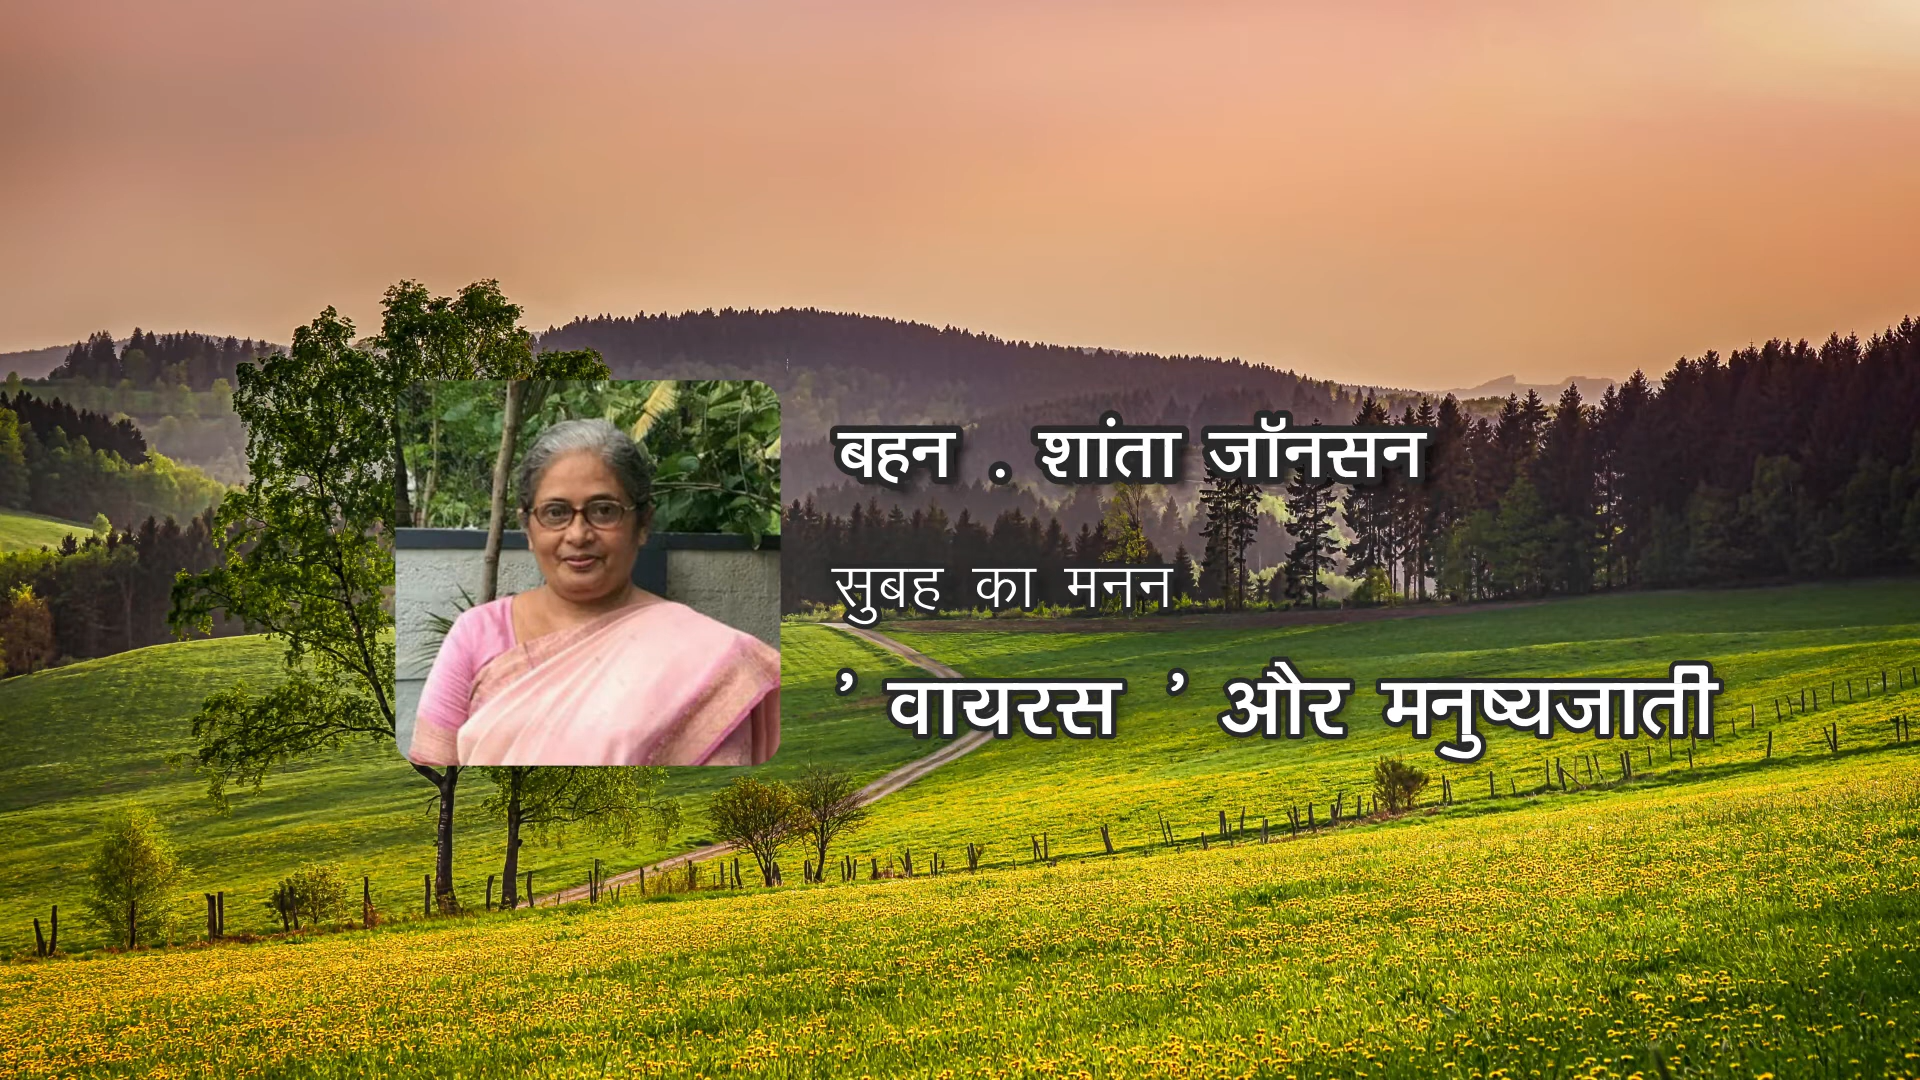 बहन . शांता जॉनसन
सुबह का मनन
’ वायरस ’ और मनुष्यजाती